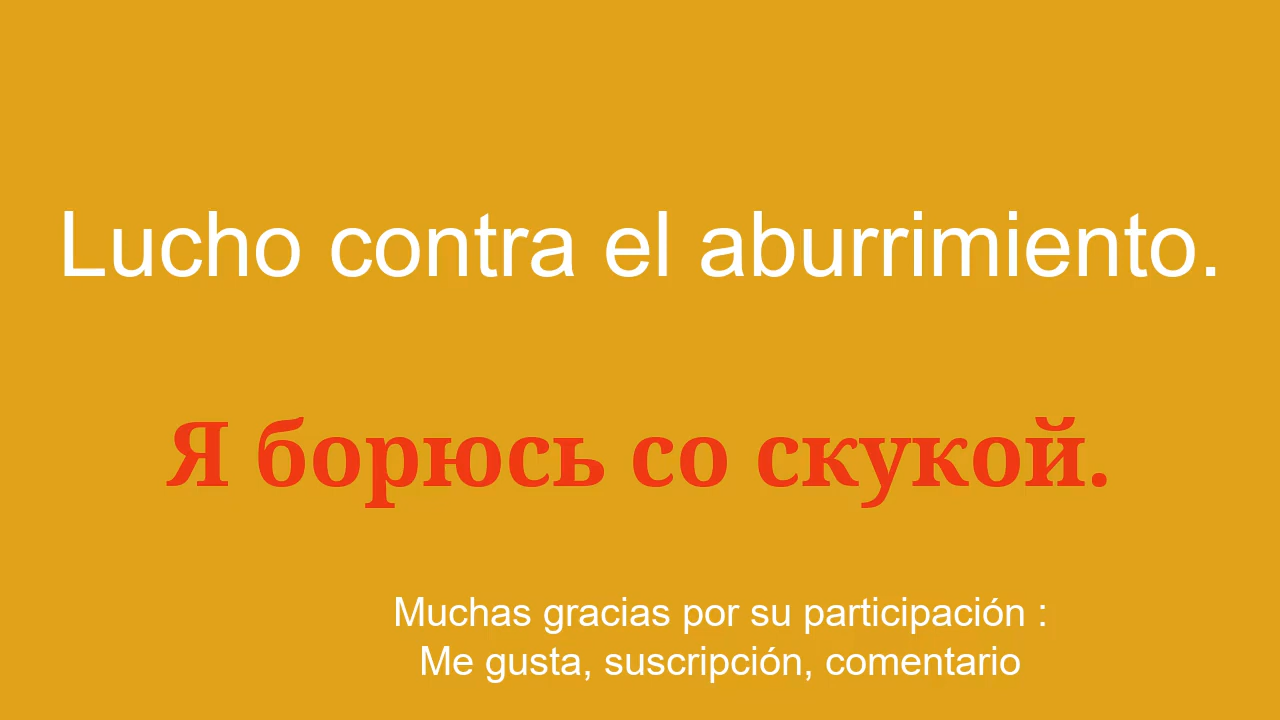 Lucho contra el aburrimiento.
Я борюсь со скукой.
Muchas gracias por su participación :
Me gusta, suscripción, comentario